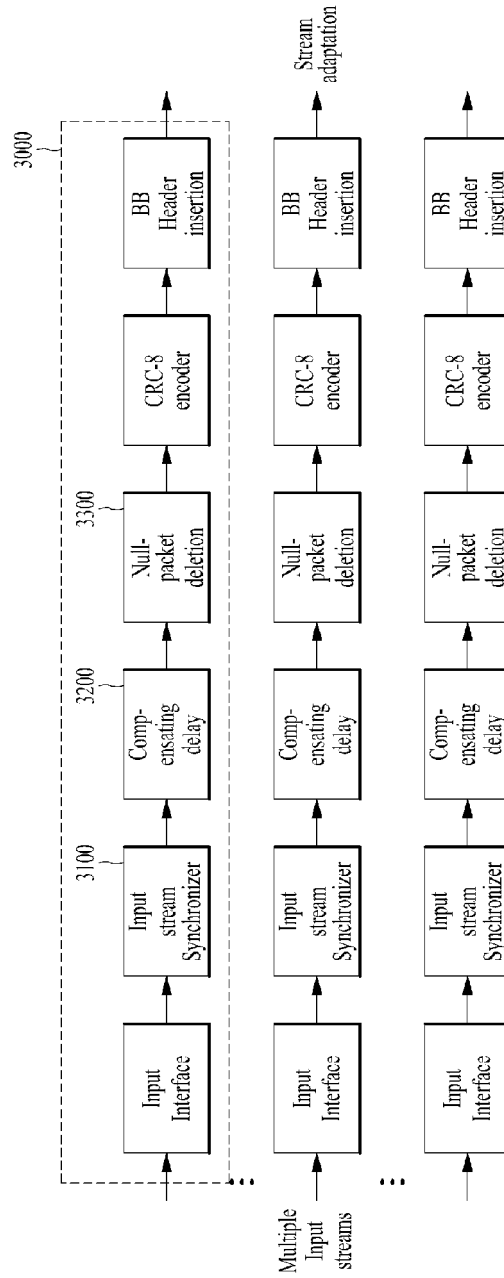 3000
3100
3200
3300
Input
Interface
Input
stream
Synchronizer
Comp-
ensating
delay
Null-
packet
deletion
CRC-8
encoder
BB
Header
insertion
Multiple
Input
streams
Input
Interface
Input
stream
Synchronizer
Comp-
ensating
delay
Null-
packet
deletion
CRC-8
encoder
BB
Header
insertion
Stream
adaptation
Input
Interface
Input
stream
Synchronizer
Comp-
ensating
delay
Null-
packet
deletion
CRC-8
encoder
BB
Header
insertion